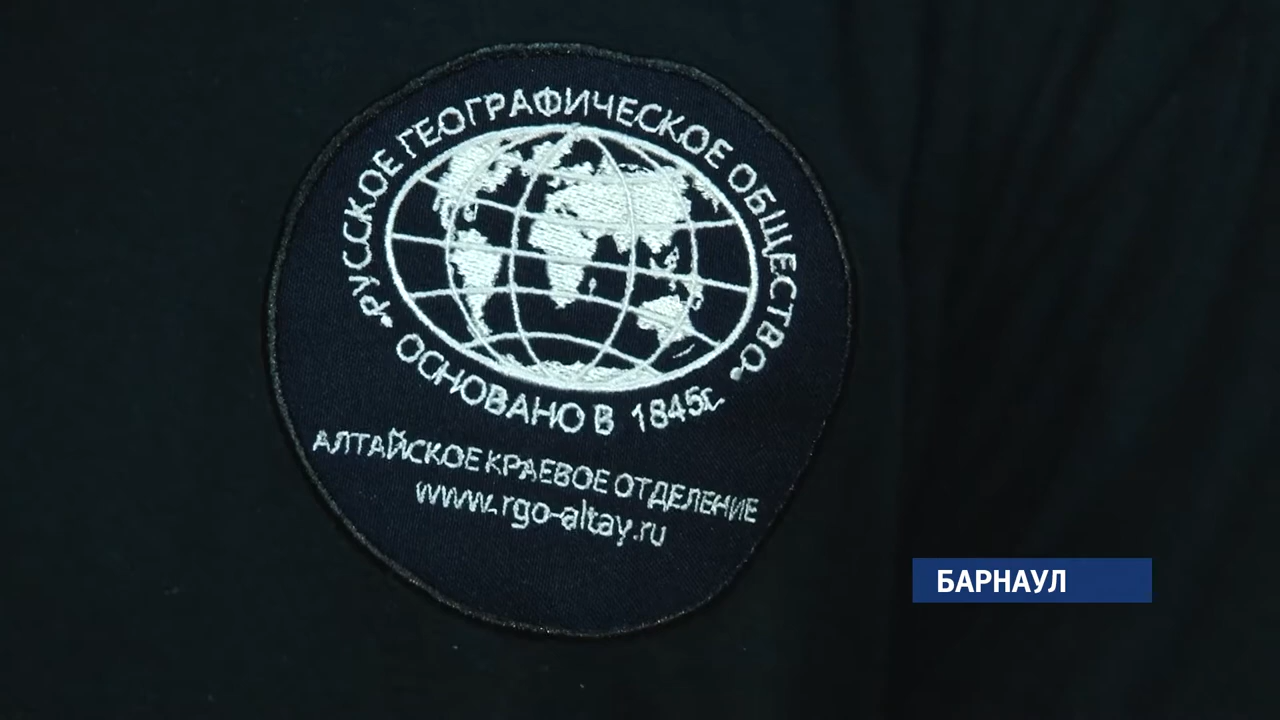 •РУССКОЕ ГЕОГРАФИЧЕСКОЕ ОБЩЕСТВО•
ОСНОВАНО В 1845г.
АЛТАЙСКОЕ КРАЕВОЕ ОТДЕЛЕНИЕ
www.rgo-altay.ru
БАРНАУЛ